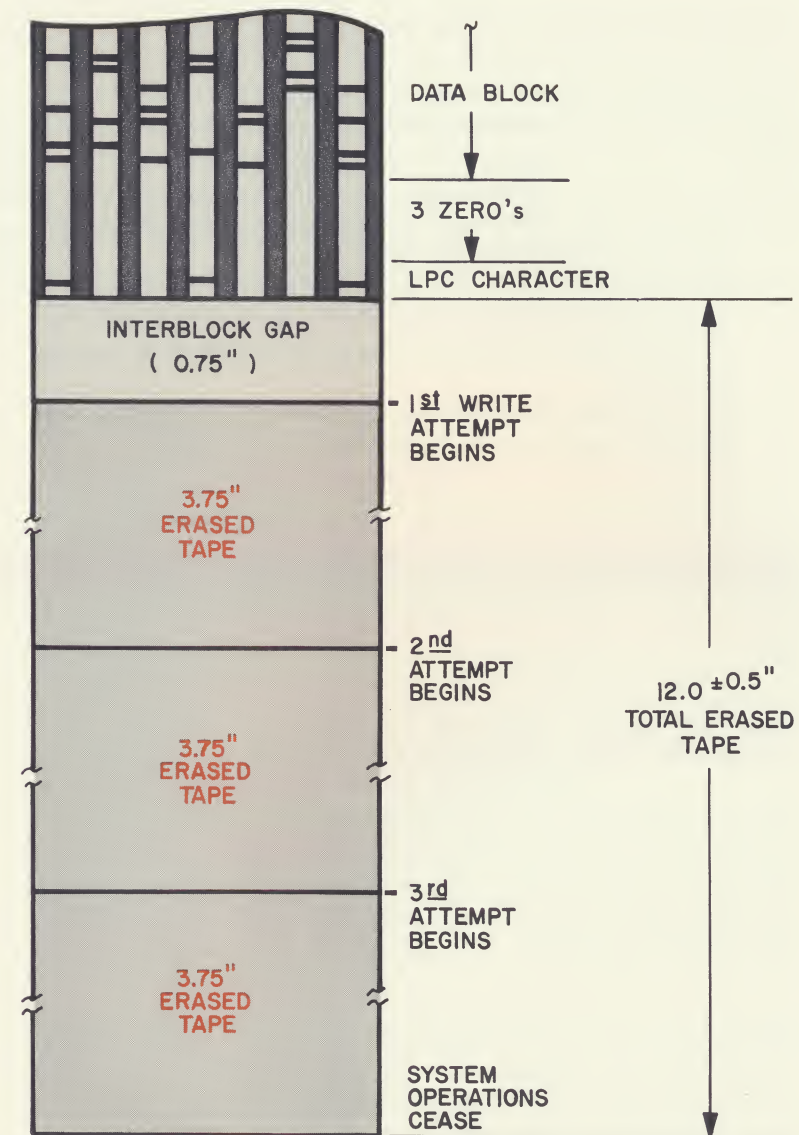 DATA BLOCK
3 ZERO's
LPC CHARACTER
INTERBLOCK GAP
( 0.75" )
1st WRITE
ATTEMPT
BEGINS
3.75"
ERASED
TAPE
2nd
ATTEMPT
BEGINS
12.0 ±0.5"
TOTAL ERASED
TAPE
3.75"
ERASED
TAPE
3rd
ATTEMPT
BEGINS
3.75"
ERASED
TAPE
SYSTEM
OPERATIONS
CEASE